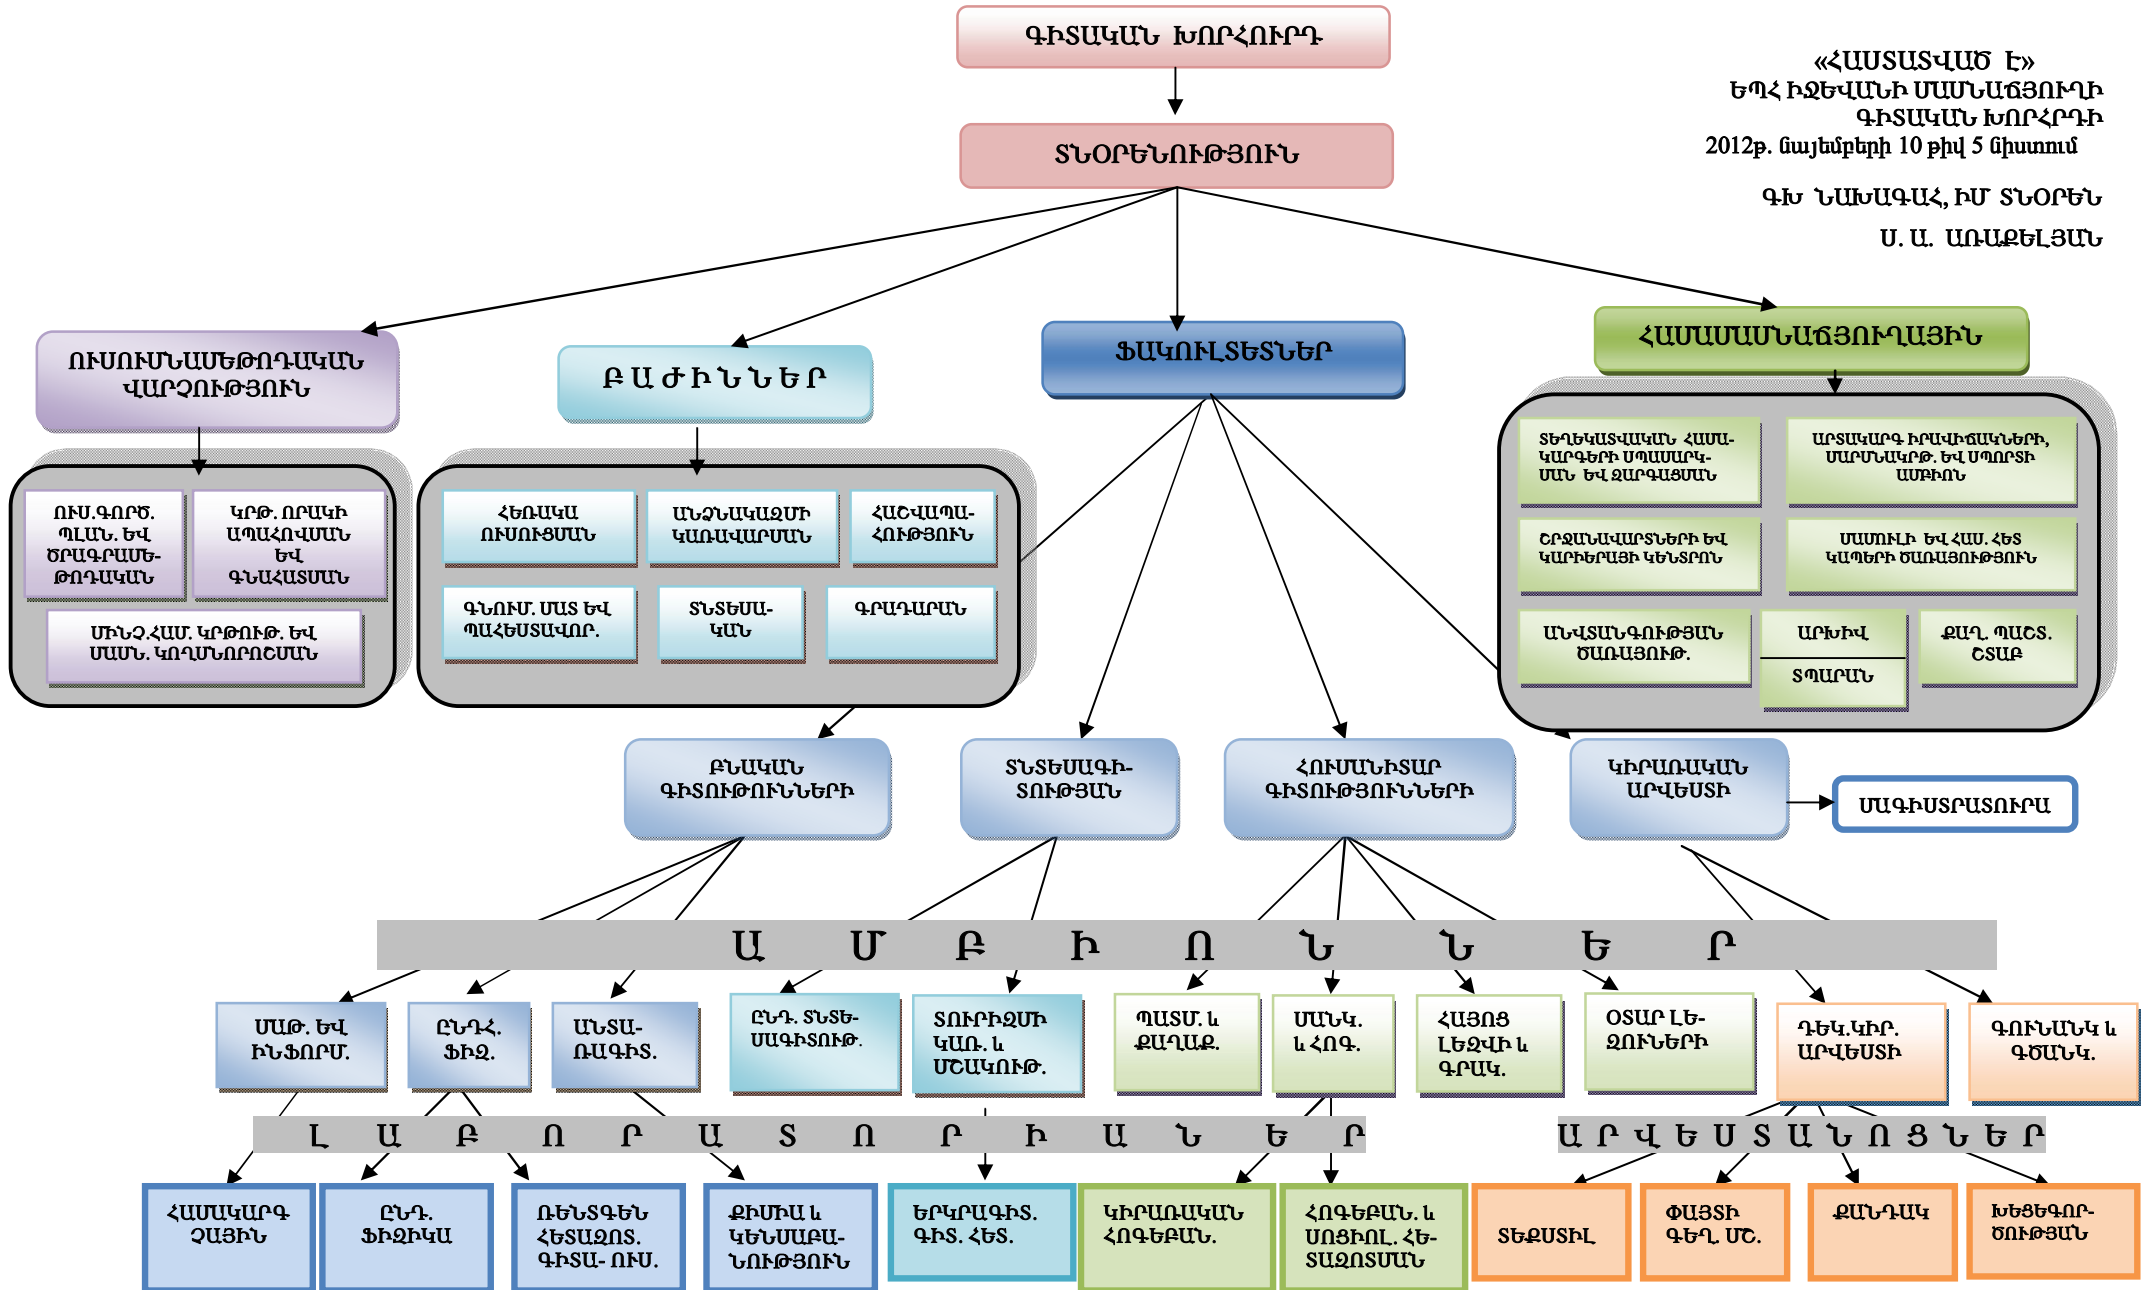 ԳԻՏԱԿԱՆ ԽՈՐՀՈՒՐԴ
«ՀԱՍՏԱՏՎԱԾ Է»
ԵՊՀ ԻՋԵՎԱՆԻ ՄԱՍՆԱՃՅՈՒՂԻ
ԳԻՏԱԿԱՆ ԽՈՐՀՐԴԻ
2012թ. նայեմբերի 10 թիվ 5 նիստում
ԳԽ ՆԱԽԱԳԱՀ, ԻՄ ՏՆՕՐԵՆ
Ս. Ա. ԱՌԱՔԵԼՅԱՆ
ՏՆՕՐԵՆՈՒԹՅՈՒՆ
ՈՒՍՈՒՄՆԱՄԵԹՈԴԱԿԱՆ
ՎԱՐՉՈՒԹՅՈՒՆ
Բ Ա Ժ Ի Ն Ն Ե Ր
ՖԱԿՈՒԼՏԵՏՆԵՐ
ՀԱՄԱՄԱՍՆԱՃՅՈՒՂԱՅԻՆ
ՈՒՍ.ԳՈՐԾ.
ՊԼԱՆ. ԵՎ
ԾՐԱԳՐԱՄԵ-
ԹՈԴԱԿԱՆ
ԿՐԹ. ՈՐԱԿԻ
ԱՊԱՀՈՎՄԱՆ
ԵՎ
ԳՆԱՀԱՏՄԱՆ
ՄԻՆՉ.ՀԱՄ. ԿՐԹՈՒԹ. ԵՎ
ՄԱՍՆ. ԿՈՂՄՆՈՐՈՇՄԱՆ
ՀԵՌԱԿԱ
ՈՒՍՈՒՑՄԱՆ
ԱՆՁՆԱԿԱԶՄԻ
ԿԱՌԱՎԱՐՄԱՆ
ՀԱՇՎԱՊԱ-
ՀՈՒԹՅՈՒՆ
ԳՆՈՒՄ. ՄԱՏ ԵՎ
ՊԱՀԵՍՏԱՎՈՐ.
ՏՆՏԵՍԱ-
ԿԱՆ
ԳՐԱԴԱՐԱՆ
ՏԵՂԵԿԱՏՎԱԿԱՆ ՀԱՄԱ-
ԿԱՐԳԵՐԻ ՍՊԱՍԱՐԿ-
ՄԱՆ ԵՎ ԶԱՐԳԱՑՄԱՆ
ԱՐՏԱԿԱՐԳ ԻՐԱՎԻՃԱԿՆԵՐԻ,
ՄԱՐՄՆԱԿՐԹ. ԵՎ ՍՊՈՐՏԻ
ԱՄԲԻՈՆ
ՇՐՋԱՆԱՎԱՐՏՆԵՐԻ ԵՎ
ԿԱՐԻԵՐԱՅԻ ԿԵՆՏՐՈՆ
ՄԱՄՈՒԼԻ ԵՎ ՀԱՍ. ՀԵՏ
ԿԱՊԵՐԻ ԾԱՌԱՅՈՒԹՅՈՒՆ
ԱՆՎՏԱՆԳՈՒԹՅԱՆ
ԾԱՌԱՅՈՒԹ.
ԱՐԽԻՎ
ՏՊԱՐԱՆ
ՔԱՂ. ՊԱՇՏ.
ՇՏԱԲ
ԲՆԱԿԱՆ
ԳԻՏՈՒԹՈՒՆՆԵՐԻ
ՏՆՏԵՍԱԳԻ-
ՏՈՒԹՅԱՆ
ՀՈՒՄԱՆԻՏԱՐ
ԳԻՏՈՒԹՅՈՒՆՆԵՐԻ
ԿԻՐԱՌԱԿԱՆ
ԱՐՎԵՍՏԻ
ՄԱԳԻՍՏՐԱՏՈՒՐԱ
Ա Մ Բ Ի Ո Ն Ն Ե Ր
ՄԱԹ. ԵՎ
ԻՆՖՈՐՄ.
ԸՆԴՀ.
ՖԻԶ.
ԱՆՏԱ-
ՌԱԳԻՏ.
ԸՆԴ. ՏՆՏԵ-
ՍԱԳԻՏՈՒԹ.
ՏՈՒՐԻԶՄԻ
ԿԱՌ. և
ՄՇԱԿՈՒԹ.
ՊԱՏՄ. և
ՔԱՂԱՔ.
ՄԱՆԿ.
և ՀՈԳ.
ՀԱՅՈՑ
ԼԵԶՎԻ և
ԳՐԱԿ.
ՕՏԱՐ ԼԵ-
ԶՈՒՆԵՐԻ
ԴԵԿ.ԿԻՐ.
ԱՐՎԵՍՏԻ
ԳՈՒՆԱՆԿ և
ԳԾԱՆԿ.
Լ Ա Բ Ո Ր Ա Տ Ո Ր Ի Ա Ն Ե Ր
Ա Ր Վ Ե Ս Տ Ա Ն Ո Ց Ն Ե Ր
ՀԱՄԱԿԱՐԳ
ՉԱՅԻՆ
ԸՆԴ.
ՖԻԶԻԿԱ
ՌԵՆՏԳԵՆ
ՀԵՏԱԶՈՏ.
ԳԻՏԱ- ՈՒՍ.
ՔԻՄԻԱ և
ԿԵՆՍԱԲԱ-
ՆՈՒԹՅՈՒՆ
ԵՐԿՐԱԳԻՏ.
ԳԻՏ. ՀԵՏ.
ԿԻՐԱՌԱԿԱՆ
ՀՈԳԵԲԱՆ.
ՀՈԳԵԲԱՆ. և
ՍՈՑԻՈԼ. ՀԵ-
ՏԱԶՈՏՄԱՆ
ՏԵՔՍՏԻԼ
ՓԱՅՏԻ
ԳԵՂ. ՄՇ.
ՔԱՆԴԱԿ
ԽԵՑԵԳՈՐ-
ԾՈՒԹՅԱՆ